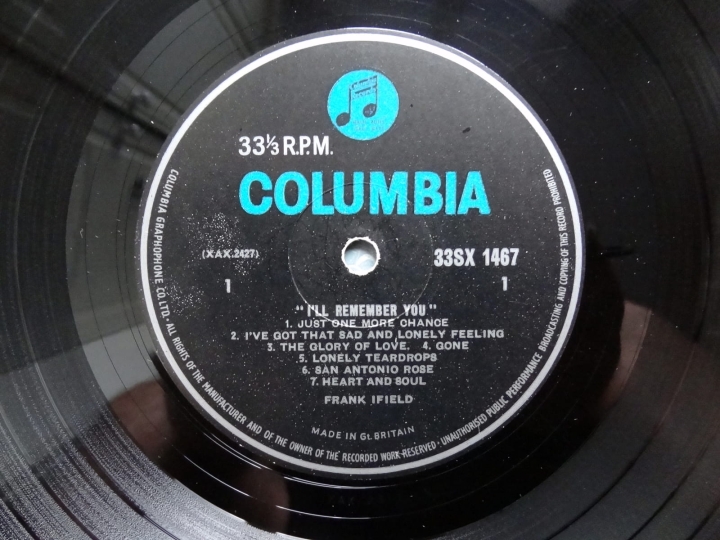 33⅓ R.P.M.
COLUMBIA
(XAX.2427)
33SX 1467
1
1
"I'LL REMEMBER YOU"
1. JUST ONE MORE CHANCE
2. I'VE GOT THAT SAD AND LONELY FEELING
3. THE GLORY OF LOVE. 4. GONE
5. LONELY TEARDROPS
6. SAN ANTONIO ROSE
7. HEART AND SOUL
FRANK IFIELD
MADE IN Gt. BRITAIN
COLUMBIA GRAPHOPHONE CO. LTD. · ALL RIGHTS OF THE MANUFACTURER AND OF THE OWNER OF THE RECORDED WORK RESERVED · UNAUTHORISED PUBLIC PERFORMANCE BROADCASTING AND COPYING OF THIS RECORD PROHIBITED